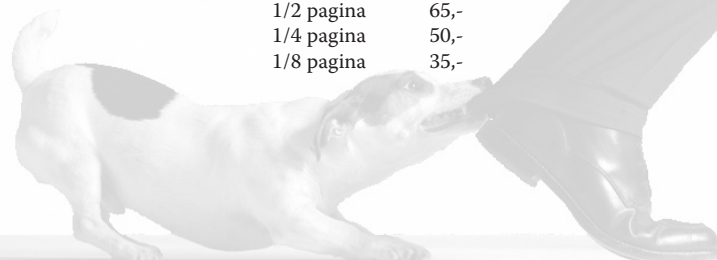 1/2 pagina 65,-
1/4 pagina 50,-
1/8 pagina 35,-